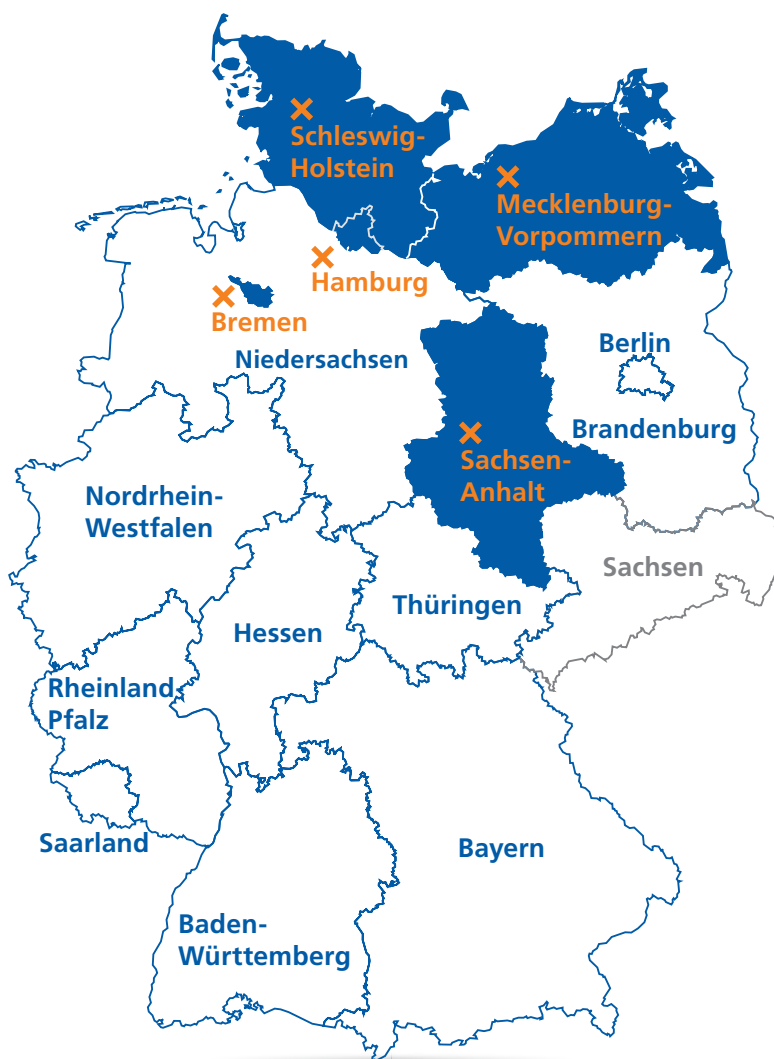 Schleswig-
Holstein
Mecklenburg-
Vorpommern
Hamburg
Bremen
Niedersachsen
Berlin
Brandenburg
Sachsen-
Anhalt
Nordrhein-
Westfalen
Sachsen
Thüringen
Hessen
Rheinland
Pfalz
Saarland
Bayern
Baden-
Württemberg